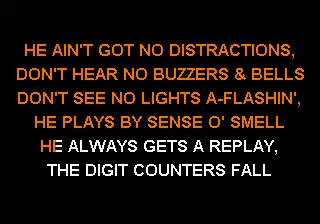 HE AIN'T GOT NO DISTRACTIONS,
DON'T HEAR NO BUZZERS & BELLS
DON'T SEE NO LIGHTS A-FLASHIN',
HE PLAYS BY SENSE O' SMELL
HE ALWAYS GETS A REPLAY,
THE DIGIT COUNTERS FALL